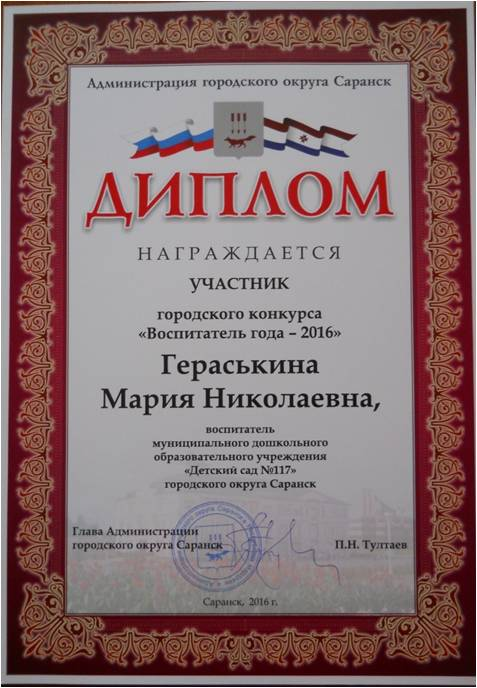 Администрация городского округа Саранск
ДИПЛОМ
НАГРАЖДАЕТСЯ
УЧАСТНИК
городского конкурса
«Воспитатель года – 2016»
Гераськина
Мария Николаевна,
воспитатель
муниципального дошкольного
образовательного учреждения
«Детский сад №117»
городского округа Саранск
Глава Администрации
городского округа Саранск
П.Н. Тултаев
Саранск, 2016 г.